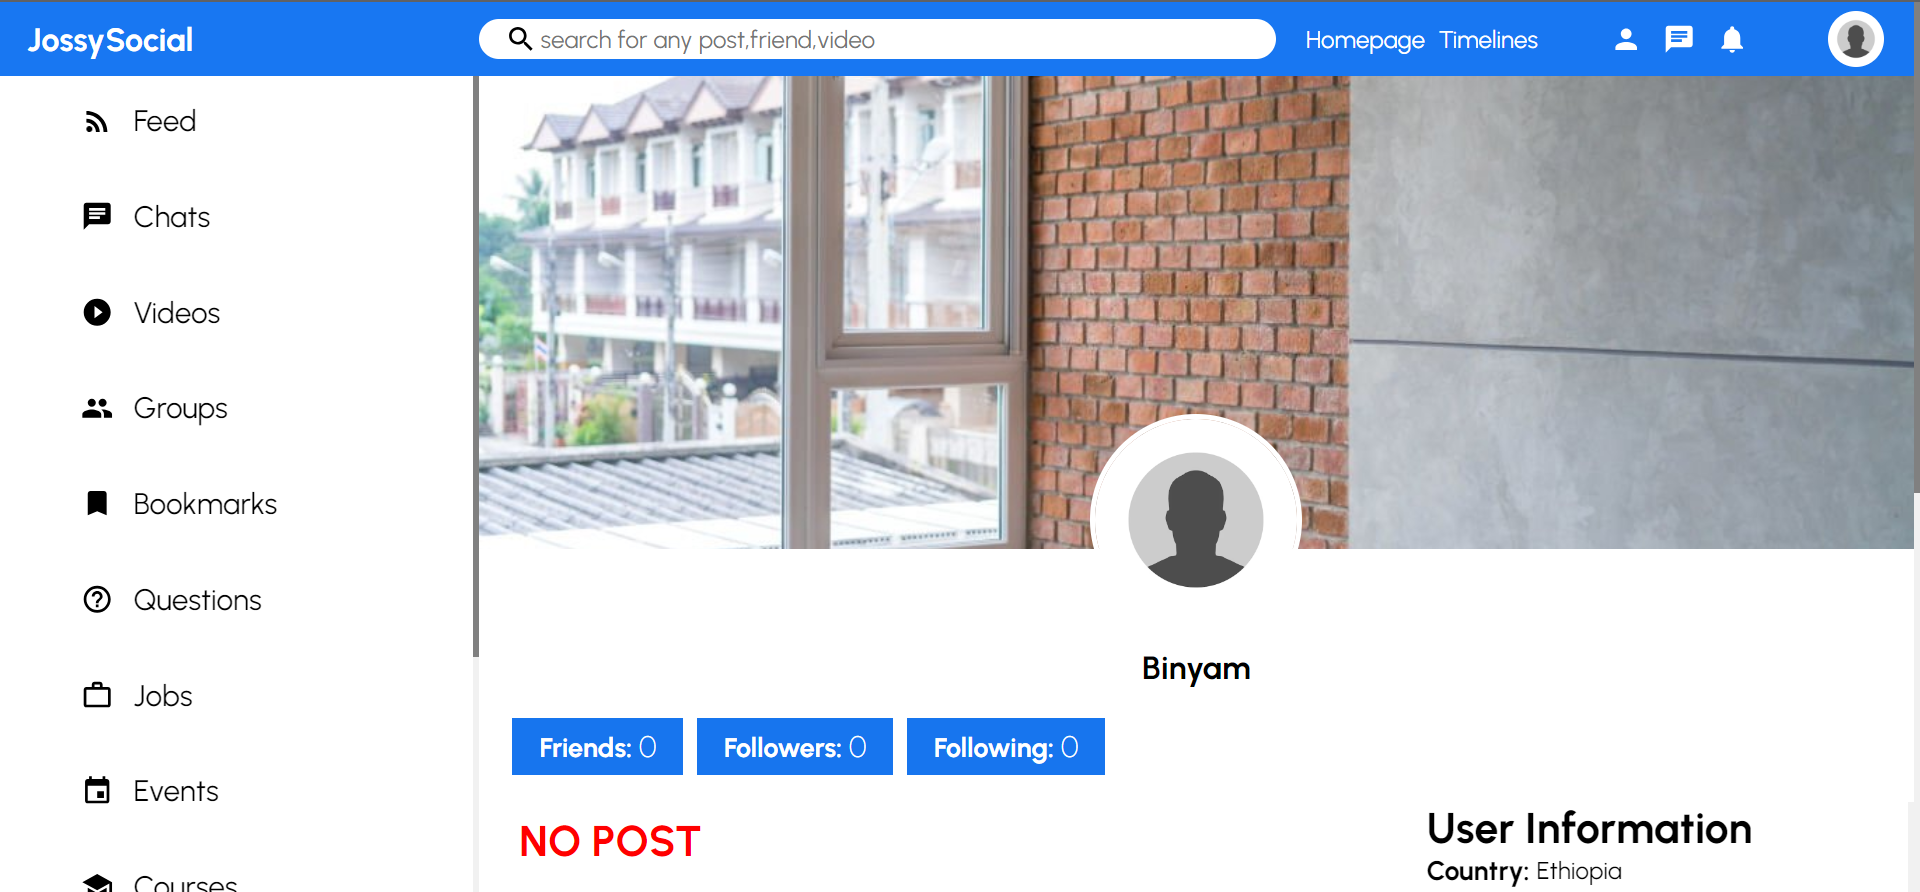 JossySocial
search for any post,friend,video
Homepage Timelines
Feed
Chats
Videos
Groups
Bookmarks
Questions
Jobs
Events
Courses
Binyam
Friends: 0
Followers: 0
Following: 0
NO POST
User Information
Country: Ethiopia